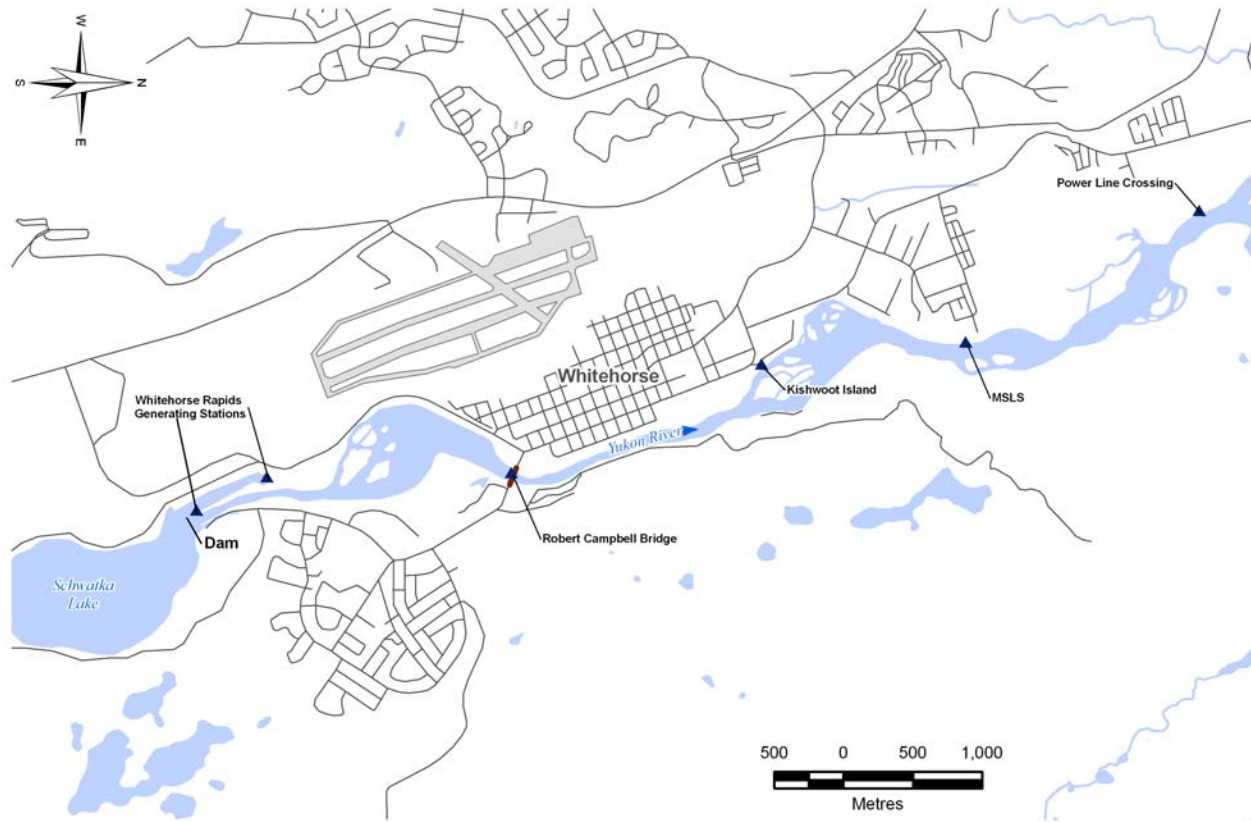 W
S
N
E
Power Line Crossing
Whitehorse
Kishwoot Island
MSLS
Whitehorse Rapids
Generating Stations
Yukon River
Robert Campbell Bridge
Dam
Schwatka
Lake
500 0 500 1,000
Metres